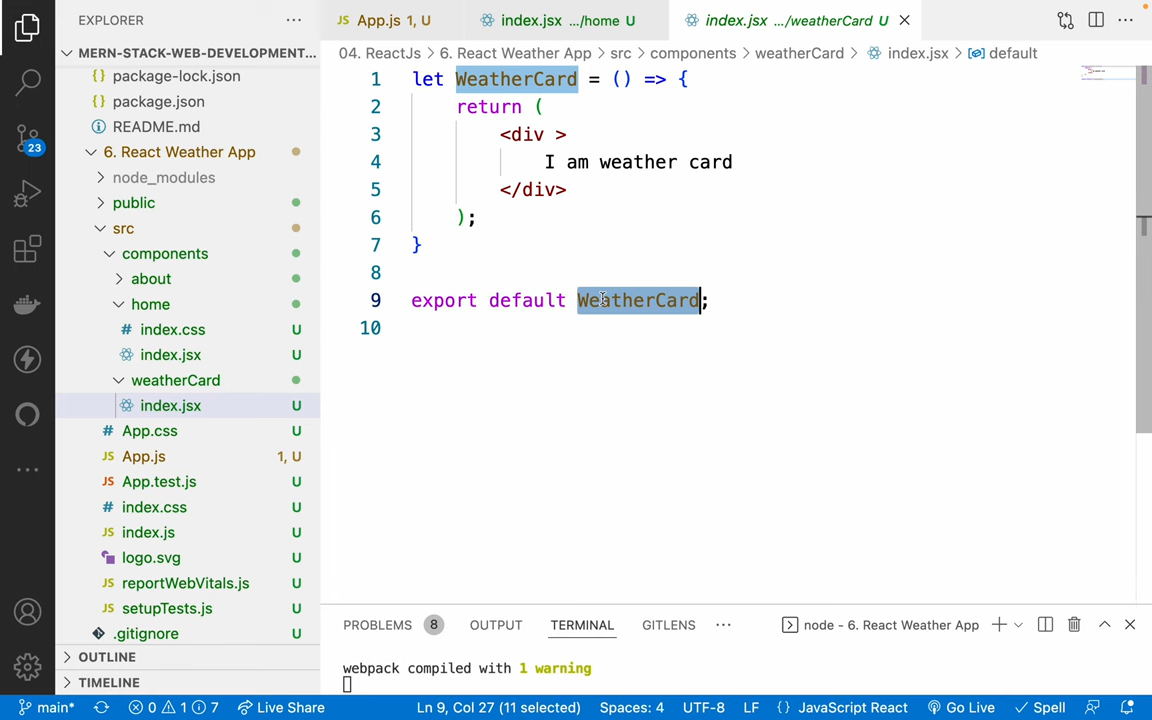 EXPLORER
MERN-STACK-WEB-DEVELOPMENT...
package-lock.json
package.json
README.md
6. React Weather App
node_modules
public
src
components
about
home
index.css U
index.jsx U
weatherCard
index.jsx U
App.css U
App.js 1, U
App.test.js U
index.css U
index.js U
logo.svg U
reportWebVitals.js U
setupTests.js U
.gitignore U
OUTLINE
TIMELINE
23
JS App.js 1, U
index.jsx .../home U
index.jsx .../weatherCard U
04. ReactJs > 6. React Weather App > src > components > weatherCard > index.jsx > default
1 let WeatherCard = () => {
2 return (
3 <div >
4 I am weather card
5 </div>
6 );
7 }
8
9 export default WeatherCard;
10
PROBLEMS 8 OUTPUT TERMINAL GITLENS ... node - 6. React Weather App
webpack compiled with 1 warning
main* 0 1 7 Live Share Ln 9, Col 27 (11 selected) Spaces: 4 UTF-8 LF {} JavaScript React Go Live Spell